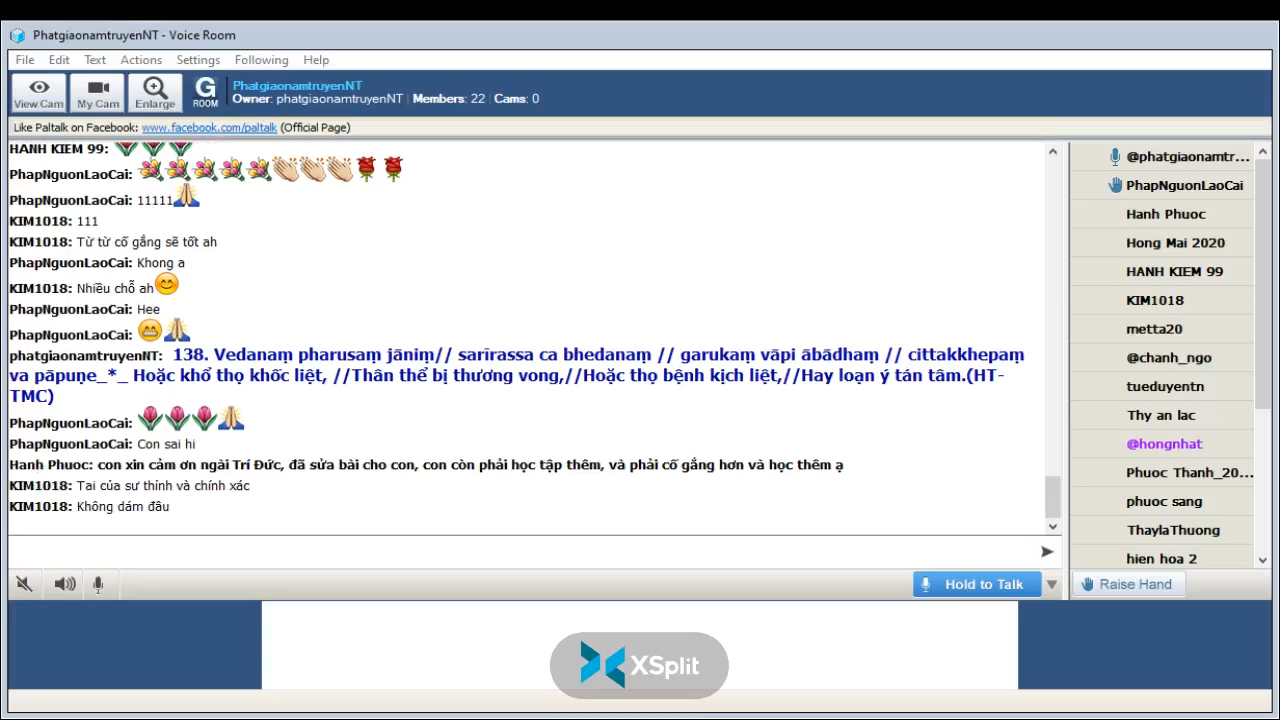 PhatgiaonamtruyenNT - Voice Room
File Edit Text Actions Settings Following Help
View Cam
My Cam
Enlarge
G
ROOM
PhatgiaonamtruyenNT
Owner: phatgiaonamtruyenNT | Members: 22 | Cams: 0
Like Paltalk on Facebook: www.facebook.com/paltalk (Official Page)
HANH KIEM 99:
PhapNguonLaoCai:
PhapNguonLaoCai: 11111
KIM1018: 111
KIM1018: Từ từ cố gắng sẽ tốt ah
PhapNguonLaoCai: Khong a
KIM1018: Nhiều chỗ ah
PhapNguonLaoCai: Hee
PhapNguonLaoCai:
phatgiaonamtruyenNT: 138. Vedanaṃ pharusaṃ jāniṃ// sarīrassa ca bhedanaṃ // garukaṃ vāpi ābādhaṃ // cittakkhepaṃ
va pāpuṇe_*_ Hoặc khổ thọ khốc liệt, //Thân thể bị thương vong,//Hoặc thọ bệnh kịch liệt,//Hay loạn ý tán tâm.(HT-
TMC)
PhapNguonLaoCai:
PhapNguonLaoCai: Con sai hi
Hanh Phuoc: con xin cảm ơn ngài Trí Đức, đã sửa bài cho con, con còn phải học tập thêm, và phải cố gắng hơn và học thêm ạ
KIM1018: Tai của sư thính và chính xác
KIM1018: Không dám đâu
@phatgiaonamtr...
PhapNguonLaoCai
Hanh Phuoc
Hong Mai 2020
HANH KIEM 99
KIM1018
metta20
@chanh_ngo
tueduyentn
Thy an lac
@hongnhat
Phuoc Thanh_20...
phuoc sang
ThaylaThuong
hien hoa 2
Hold to Talk
Raise Hand
XSplit